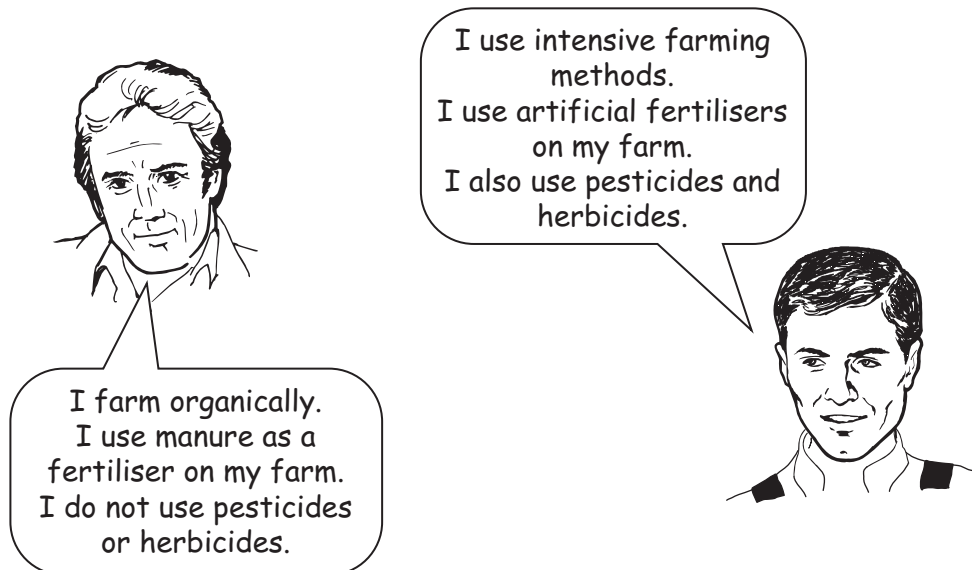 I use intensive farming
methods.
I use artificial fertilisers
on my farm.
I also use pesticides and
herbicides.
I farm organically.
I use manure as a
fertiliser on my farm.
I do not use pesticides
or herbicides.